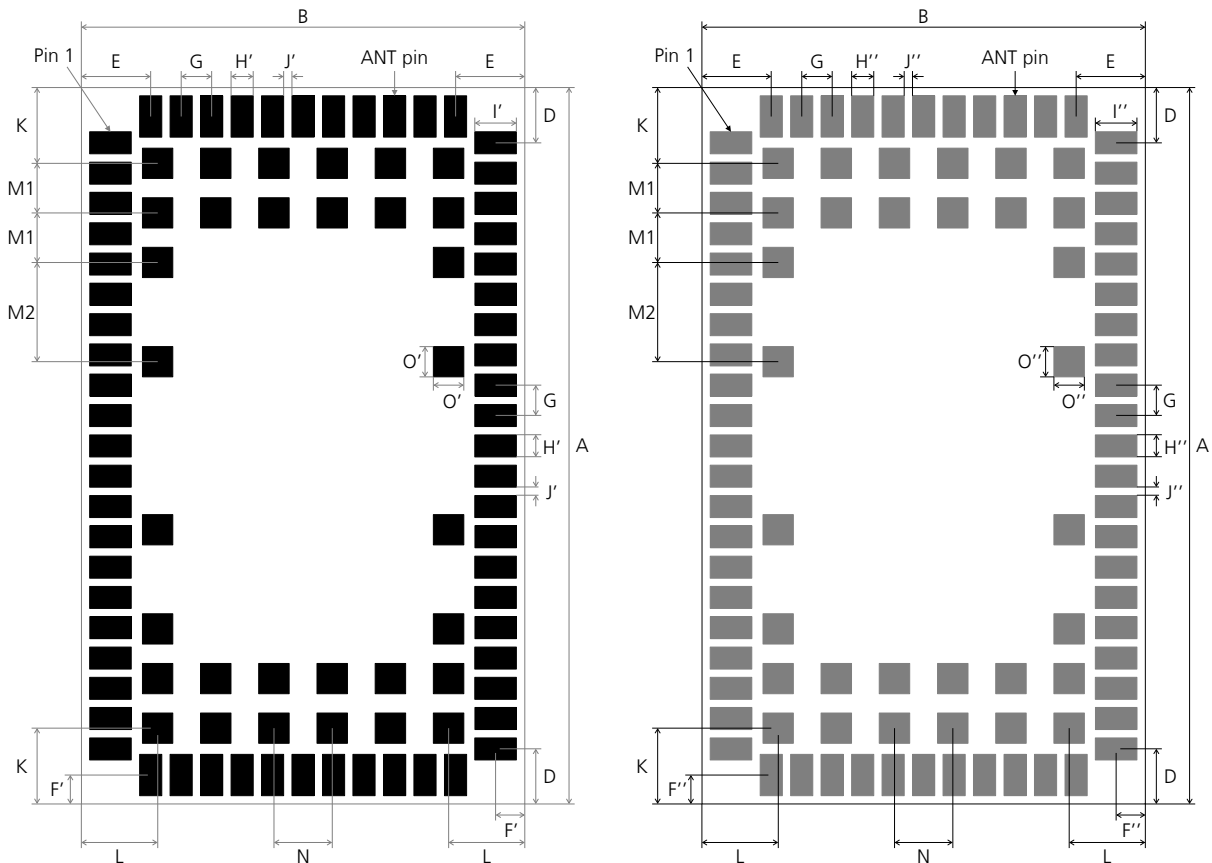 B
Pin 1
E
G
H'
J'
ANT pin
E
K
I'
D
M1
M1
M2
O'
O'
G
H'
A
J'
K
F'
D
F'
L
N
L
B
Pin 1
E
G
H''
J''
ANT pin
E
K
I''
D
M1
M1
M2
O''
O''
G
H''
A
J''
K
F''
D
F''
L
N
L